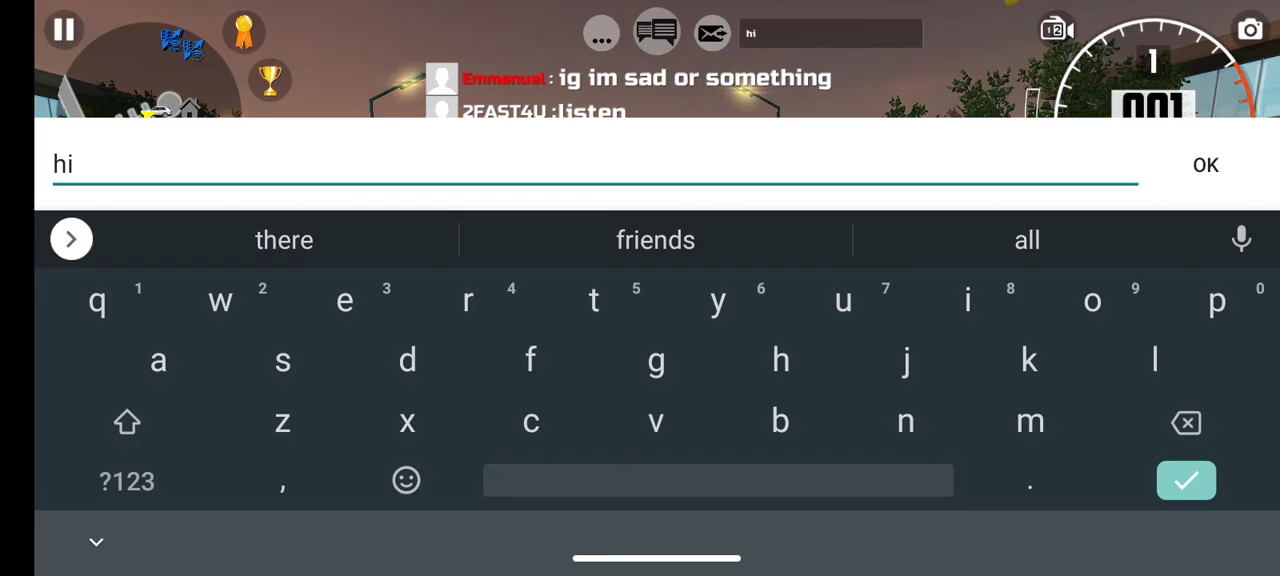 hi
1
Emmanuel : ig im sad or something
2FAST4U :listen
001
hi
OK
there friends all
q 1 w 2 e 3 r 4 t 5 y 6 u 7 i 8 o 9 p 0
a s d f g h j k l
z x c v b n m
?123 , .